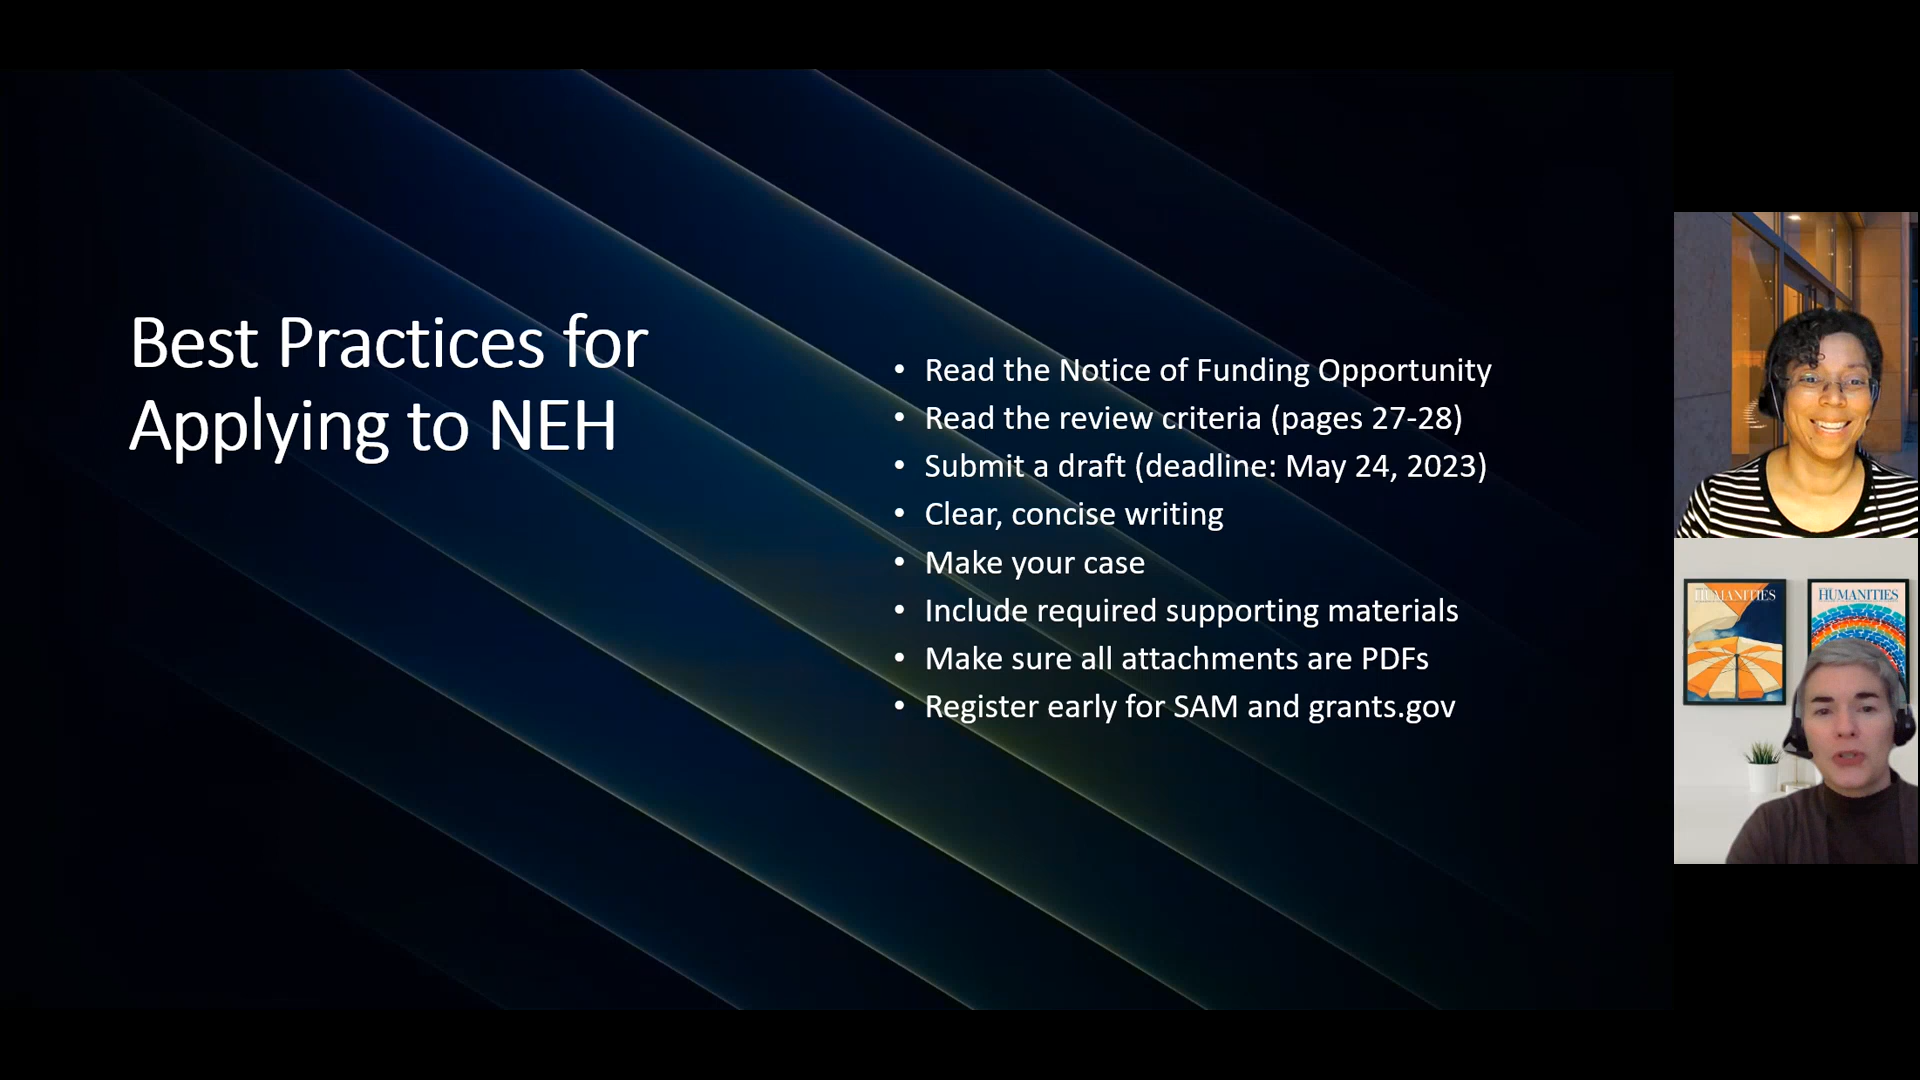 Best Practices for
Applying to NEH
• Read the Notice of Funding Opportunity
• Read the review criteria (pages 27-28)
• Submit a draft (deadline: May 24, 2023)
• Clear, concise writing
• Make your case
• Include required supporting materials
• Make sure all attachments are PDFs
• Register early for SAM and grants.gov
HUMANITIES
HUMANITIES